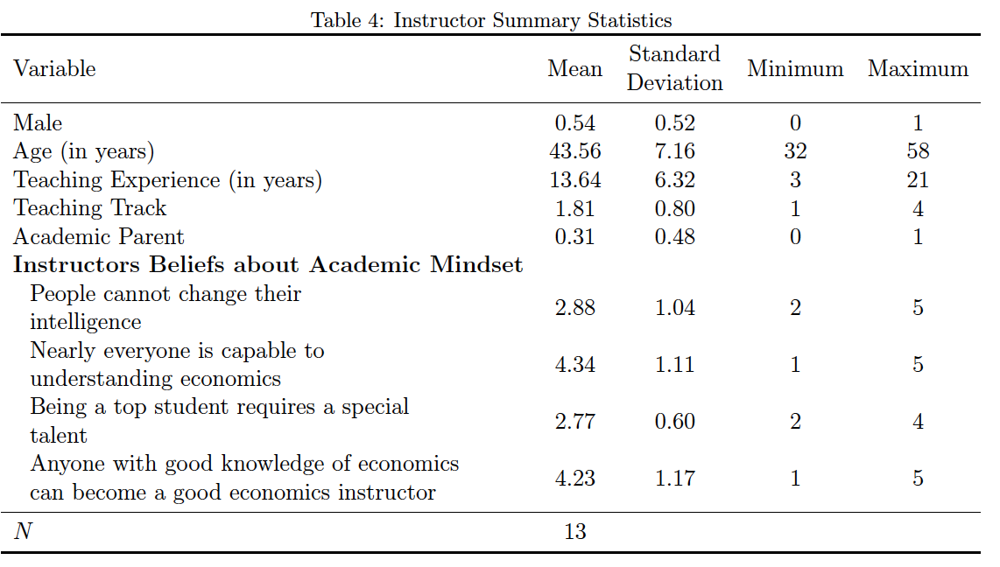 Table 4: Instructor Summary Statistics
Variable Mean Standard Deviation Minimum Maximum
Male 0.54 0.52 0 1
Age (in years) 43.56 7.16 32 58
Teaching Experience (in years) 13.64 6.32 3 21
Teaching Track 1.81 0.80 1 4
Academic Parent 0.31 0.48 0 1
Instructors Beliefs about Academic Mindset
People cannot change their
intelligence 2.88 1.04 2 5
Nearly everyone is capable to
understanding economics 4.34 1.11 1 5
Being a top student requires a special
talent 2.77 0.60 2 4
Anyone with good knowledge of economics
can become a good economics instructor 4.23 1.17 1 5
N 13